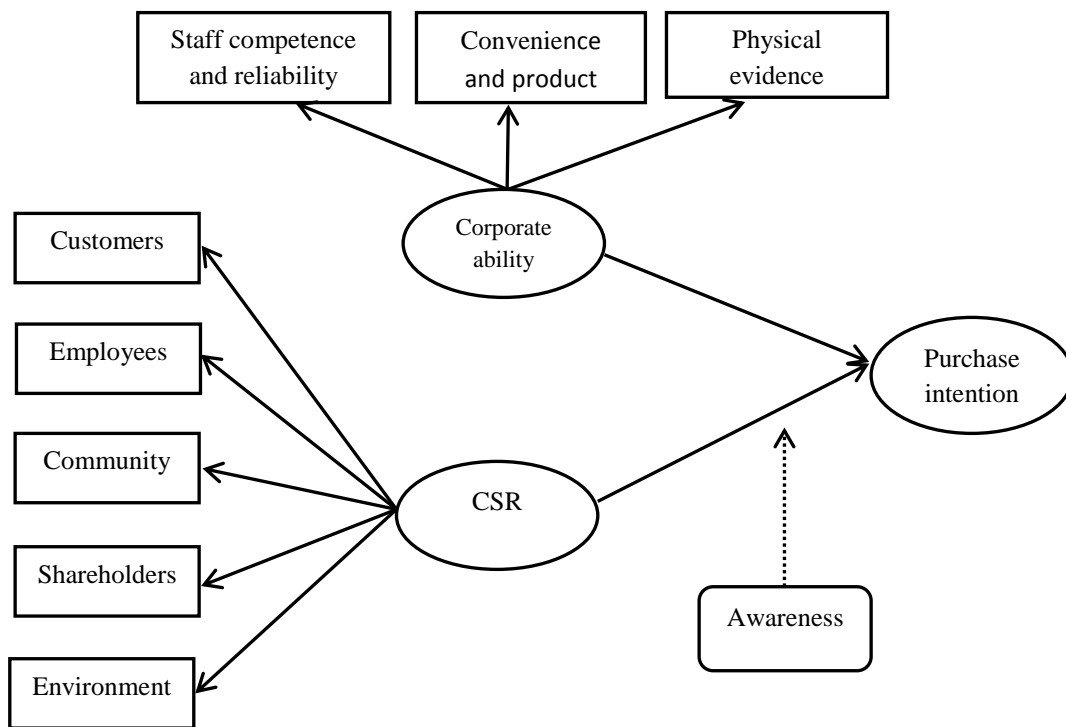 Staff competence
and reliability
Convenience
and product
Physical
evidence
Corporate
ability
Customers
Employees
Community
Shareholders
Environment
CSR
Purchase
intention
Awareness